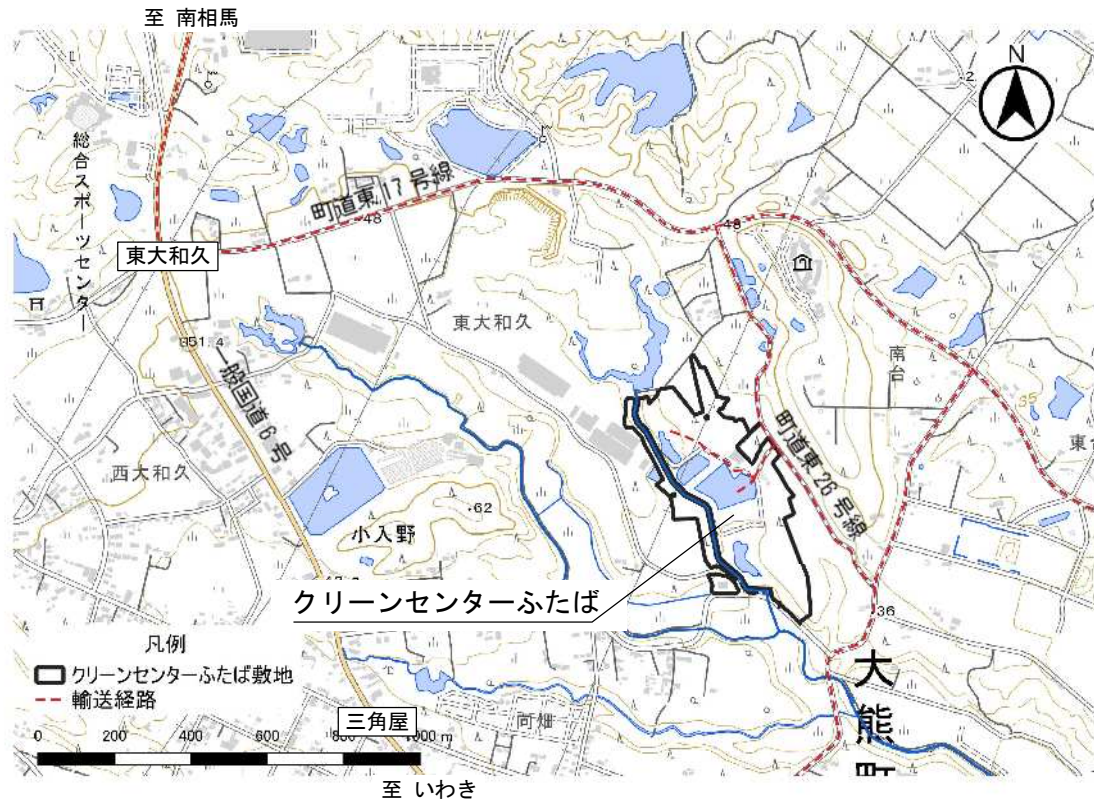 至 南相馬
N
総合スポーツセンター
町道東17号線
48
48
東大和久
東大和久
51.4
一般国道6号
南台
35
町道東26号線
西大和久
62
小入野
クリーンセンターふたば
36
凡例
クリーンセンターふたば敷地
輸送経路
大熊町
三角屋
向畑
0 200 400 600 800 1000 m
至 いわき